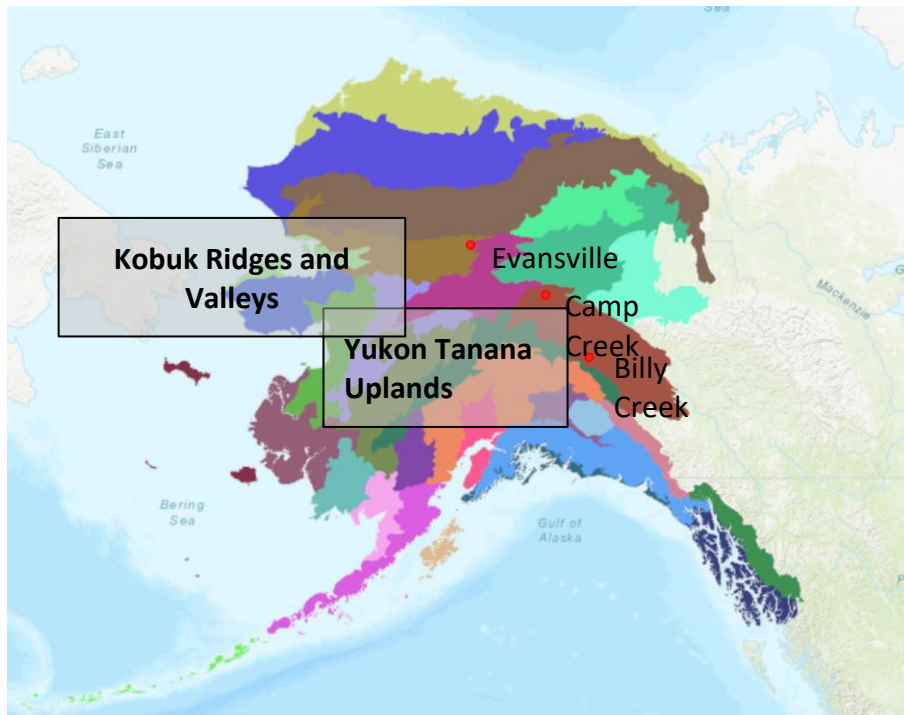 Sea
East
Siberian
Sea
Kobuk Ridges and
Valleys
Evansville
Mackenzie
Camp
Creek
Yukon Tanana
Uplands
Billy
Creek
Bering
Sea
Gulf of
Alaska